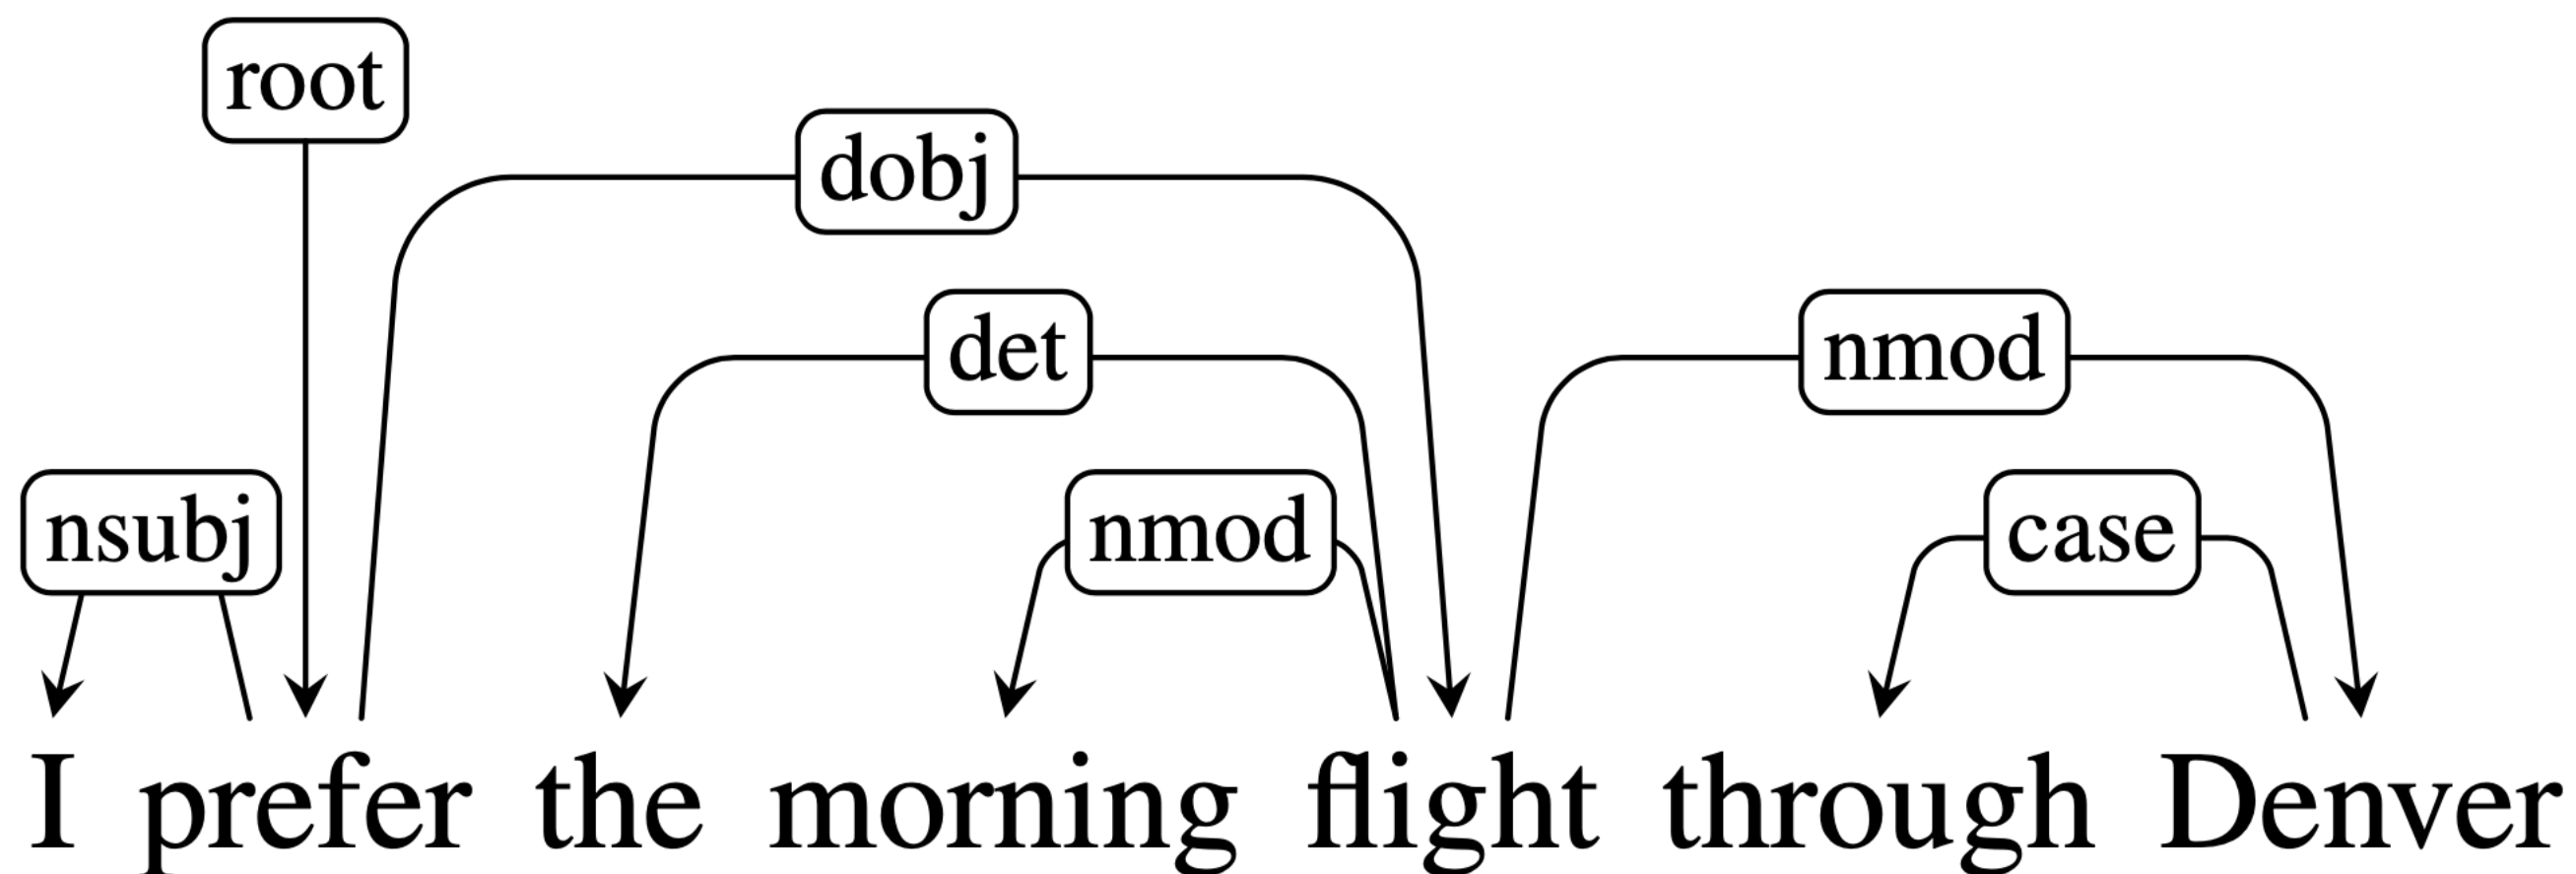 root
dobj
det
nmod
nsubj
nmod
case
I prefer the morning flight through Denver